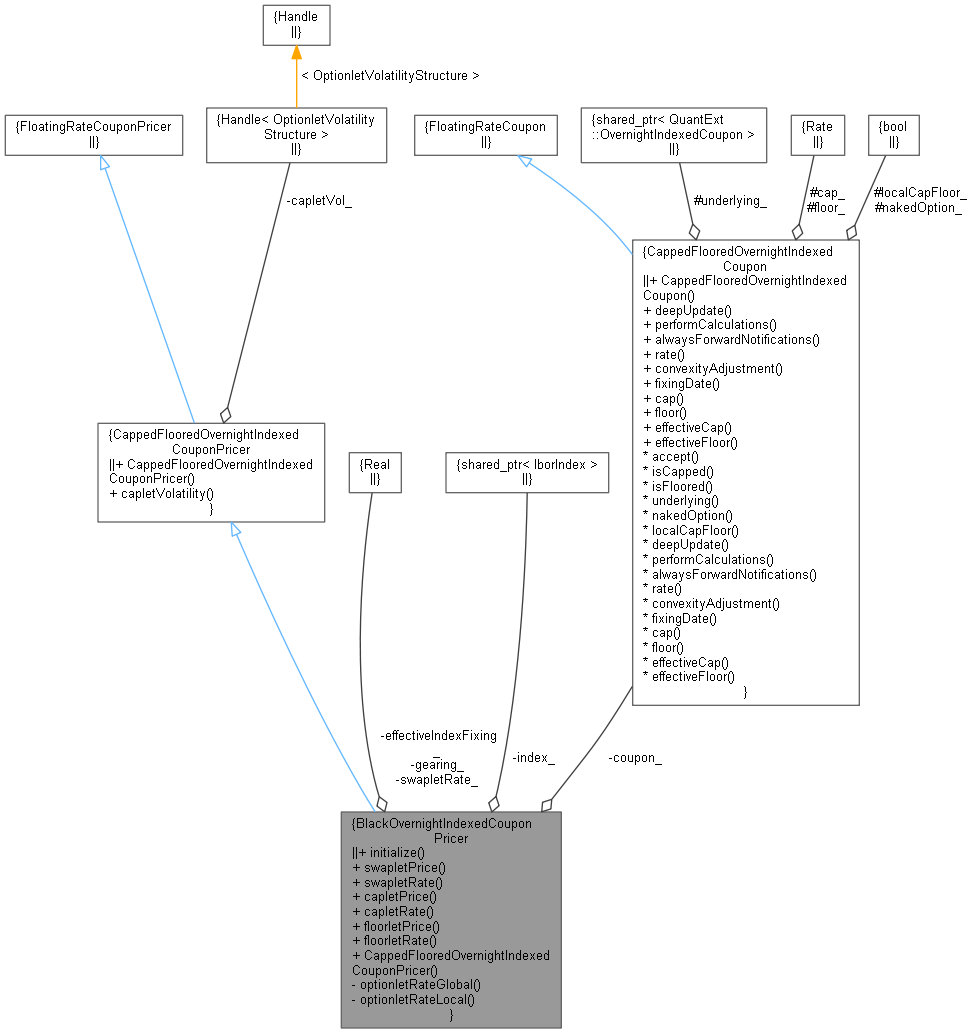 {Handle
||}
< OptionletVolatilityStructure >
{FloatingRateCouponPricer
||}
{Handle< OptionletVolatility
Structure >
||}
{FloatingRateCoupon
||}
{shared_ptr< QuantExt
::OvernightIndexedCoupon >
||}
{Rate
||}
{bool
||}
-capletVol_
#underlying_
#cap_
#floor_
#localCapFloor_
#nakedOption_
{CappedFlooredOvernightIndexed
Coupon
||+ CappedFlooredOvernightIndexed
Coupon()
+ deepUpdate()
+ performCalculations()
+ alwaysForwardNotifications()
+ rate()
+ convexityAdjustment()
+ fixingDate()
+ cap()
+ floor()
+ effectiveCap()
+ effectiveFloor()
* accept()
* isCapped()
* isFloored()
* underlying()
* nakedOption()
* localCapFloor()
* deepUpdate()
* performCalculations()
* alwaysForwardNotifications()
* rate()
* convexityAdjustment()
* fixingDate()
* cap()
* floor()
* effectiveCap()
* effectiveFloor()
}
{CappedFlooredOvernightIndexed
CouponPricer
||+ CappedFlooredOvernightIndexed
CouponPricer()
+ capletVolatility()
}
{Real
||}
{shared_ptr< IborIndex >
||}
-effectiveIndexFixing
_
-gearing_
-swapletRate_
-index_
-coupon_
{BlackOvernightIndexedCoupon
Pricer
||+ initialize()
+ swapletPrice()
+ swapletRate()
+ capletPrice()
+ capletRate()
+ floorletPrice()
+ floorletRate()
+ CappedFlooredOvernightIndexed
CouponPricer()
- optionletRateGlobal()
- optionletRateLocal()
}